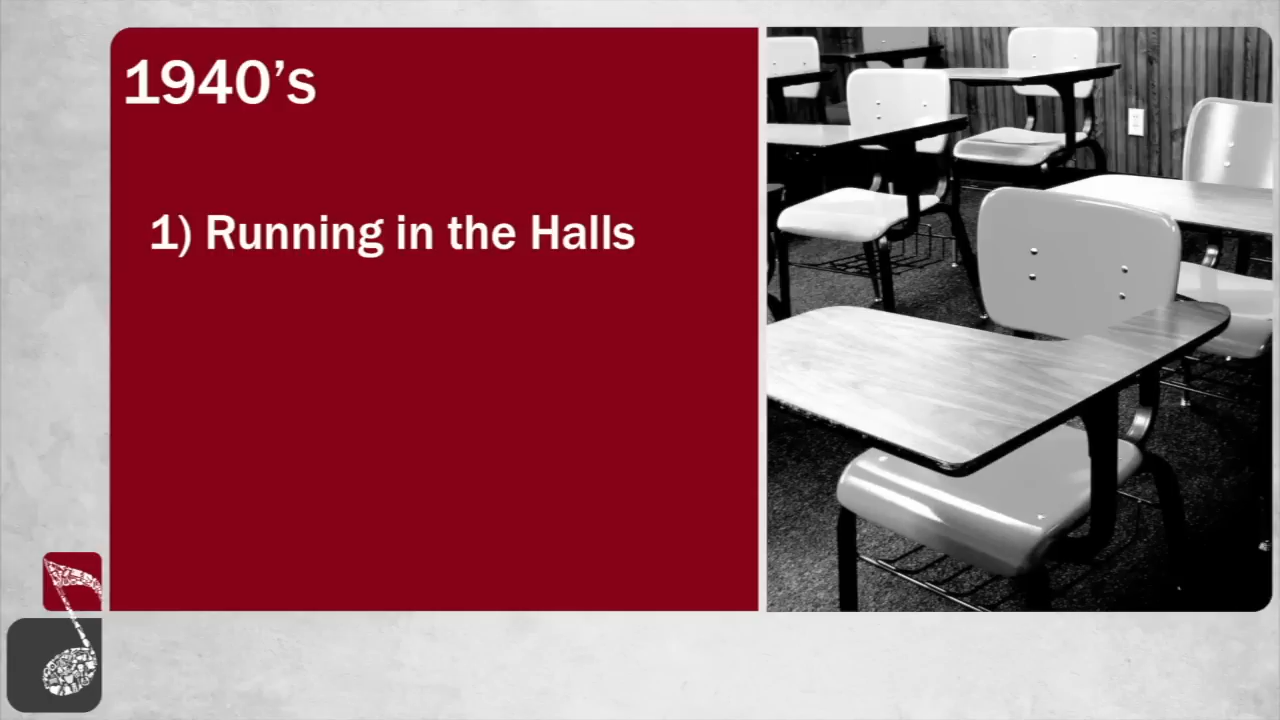 1940’s
1) Running in the Halls